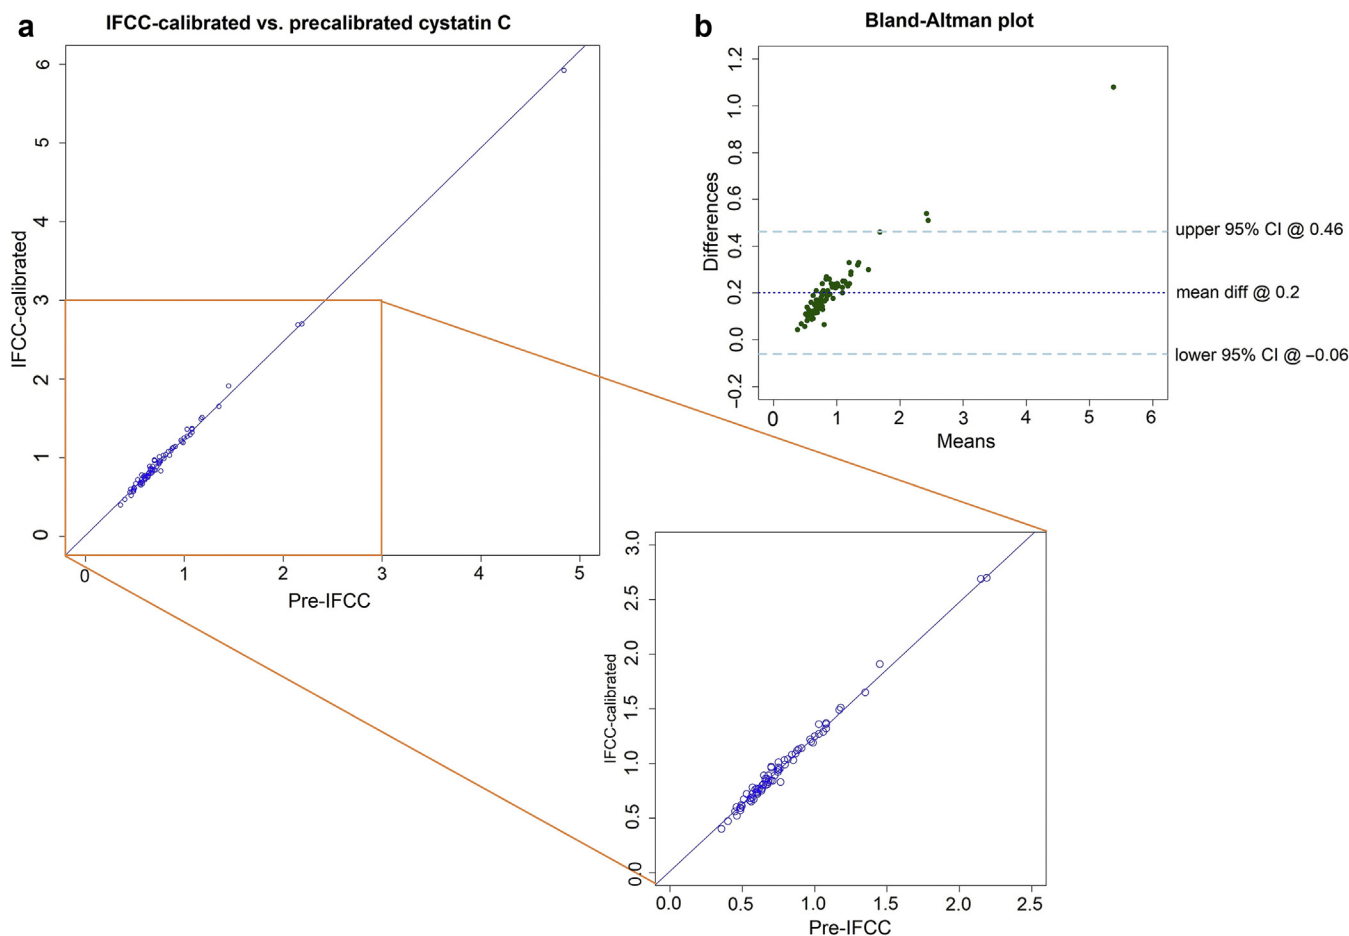 a
IFCC-calibrated vs. precalibrated cystatin C
IFCC-calibrated
6
5
4
3
2
1
0
0 1 2 3 4 5
Pre-IFCC
b
Bland-Altman plot
Differences
1.2
1.0
0.8
0.6
0.4
0.2
0.0
−0.2
upper 95% CI @ 0.46
mean diff @ 0.2
lower 95% CI @ −0.06
0 1 2 3 4 5 6
Means
IFCC-calibrated
3.0
2.5
2.0
1.5
1.0
0.5
0.0
0.0 0.5 1.0 1.5 2.0 2.5
Pre-IFCC